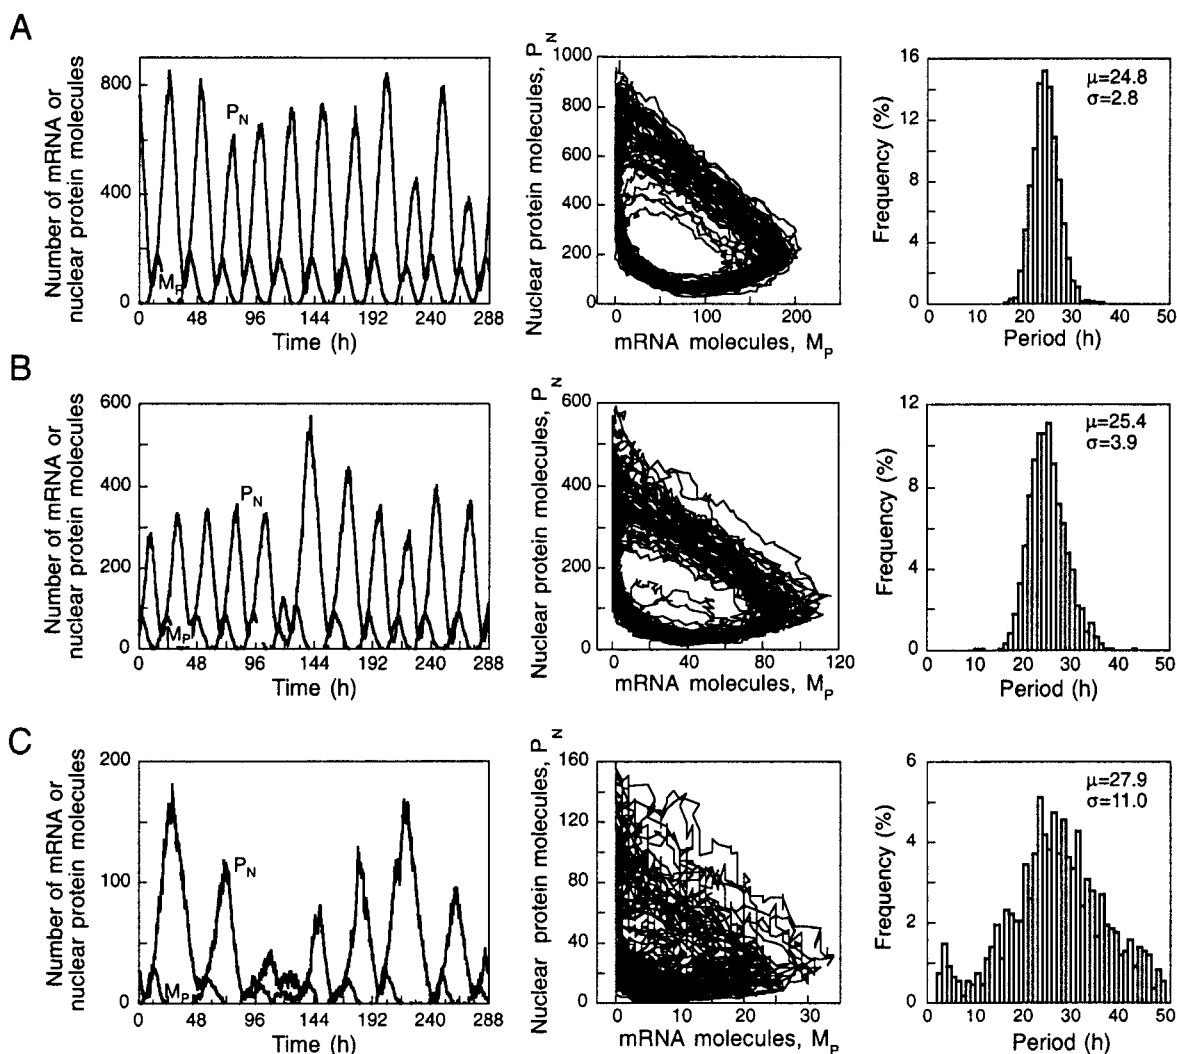 A
Number of mRNA or
nuclear protein molecules
800
400
0
P_N
M_P
0 48 96 144 192 240 288
Time (h)
Nuclear protein molecules, P_N
1000
800
600
400
200
0
0 100 200
mRNA molecules, M_P
Frequency (%)
16
12
8
4
0
μ=24.8
σ=2.8
0 10 20 30 40 50
Period (h)
B
Number of mRNA or
nuclear protein molecules
600
400
200
0
P_N
M_P
0 48 96 144 192 240 288
Time (h)
Nuclear protein molecules, P_N
600
400
200
0
0 40 80 120
mRNA molecules, M_P
Frequency (%)
12
8
4
0
μ=25.4
σ=3.9
0 10 20 30 40 50
Period (h)
C
Number of mRNA or
nuclear protein molecules
200
100
0
P_N
M_P
0 48 96 144 192 240 288
Time (h)
Nuclear protein molecules, P_N
160
120
80
40
0
0 10 20 30
mRNA molecules, M_P
Frequency (%)
6
4
2
0
μ=27.9
σ=11.0
0 10 20 30 40 50
Period (h)